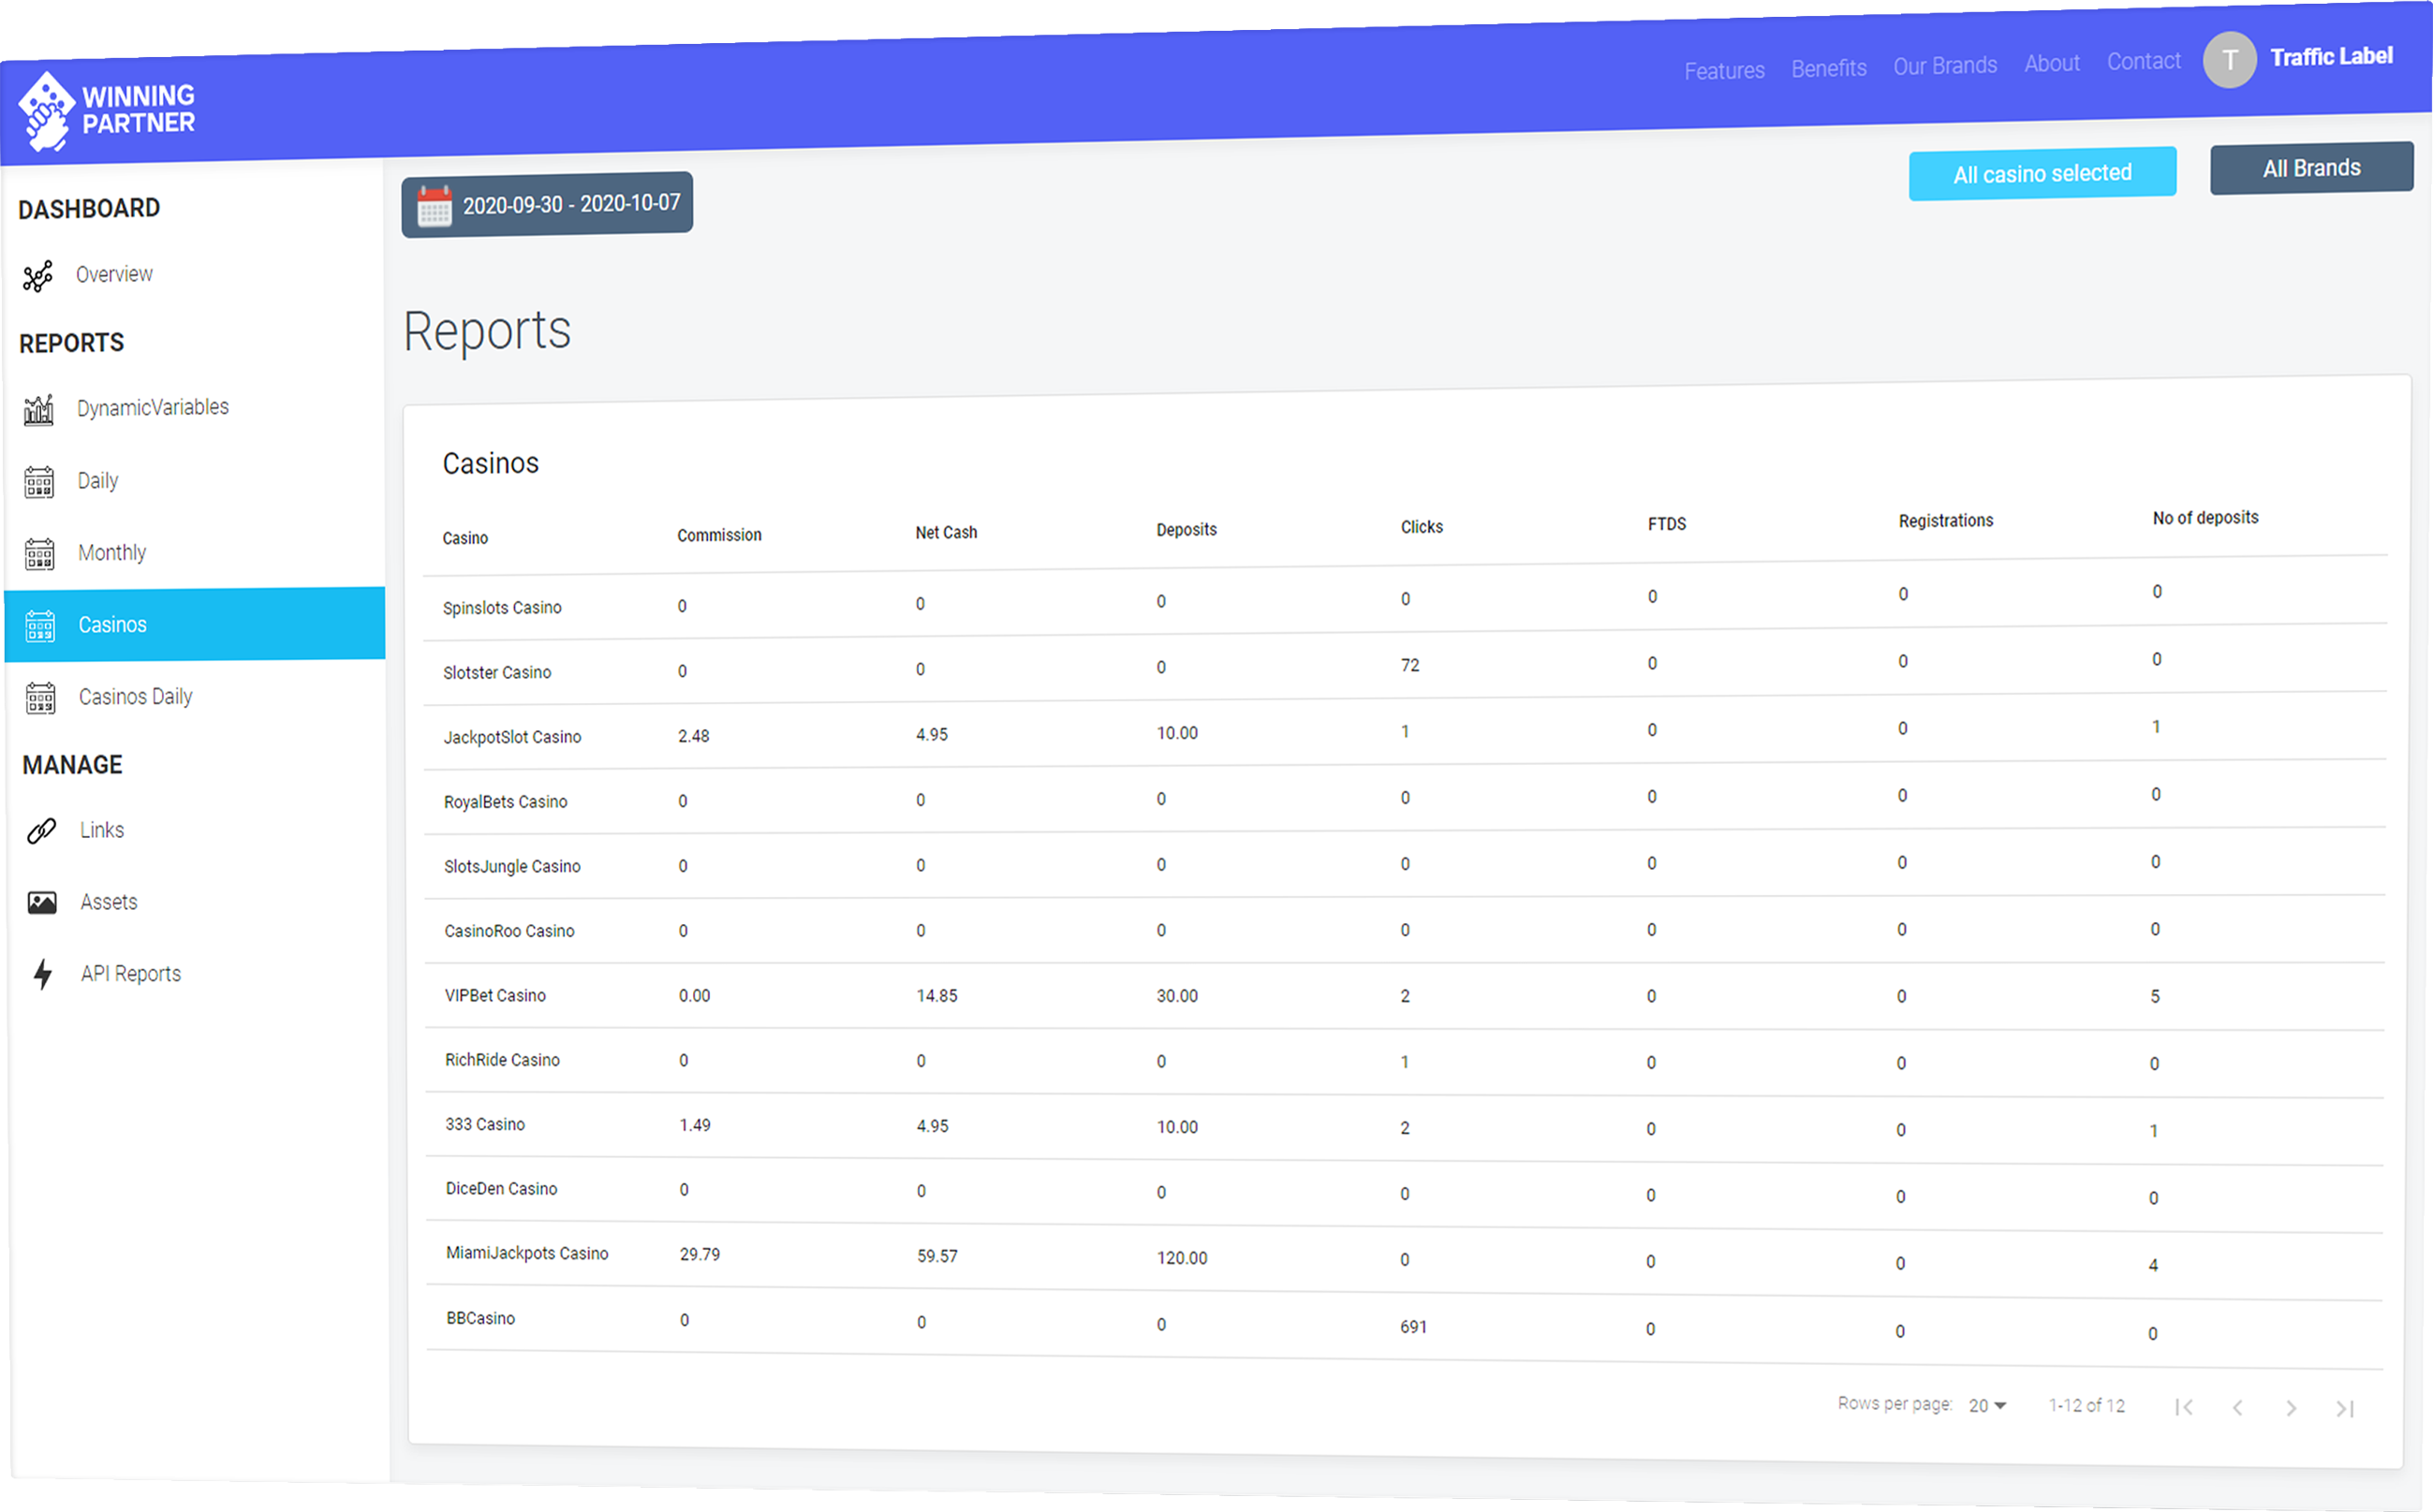 WINNING
PARTNER
Features Benefits Our Brands About Contact T Traffic Label
DASHBOARD
Overview
REPORTS
DynamicVariables
Daily
Monthly
Casinos
Casinos Daily
MANAGE
Links
Assets
API Reports
2020-09-30 - 2020-10-07
All casino selected
All Brands
Reports
Casinos
Casino Commission Net Cash Deposits Clicks FTDS Registrations No of deposits
Spinslots Casino 0 0 0 0 0 0 0
Slotster Casino 0 0 0 72 0 0 0
JackpotSlot Casino 2.48 4.95 10.00 1 0 0 1
RoyalBets Casino 0 0 0 0 0 0 0
SlotsJungle Casino 0 0 0 0 0 0 0
CasinoRoo Casino 0 0 0 0 0 0 0
VIPBet Casino 0.00 14.85 30.00 2 0 0 5
RichRide Casino 0 0 0 1 0 0 0
333 Casino 1.49 4.95 10.00 2 0 0 1
DiceDen Casino 0 0 0 0 0 0 0
MiamiJackpots Casino 29.79 59.57 120.00 0 0 0 4
BBCasino 0 0 0 691 0 0 0
Rows per page: 20 1-12 of 12